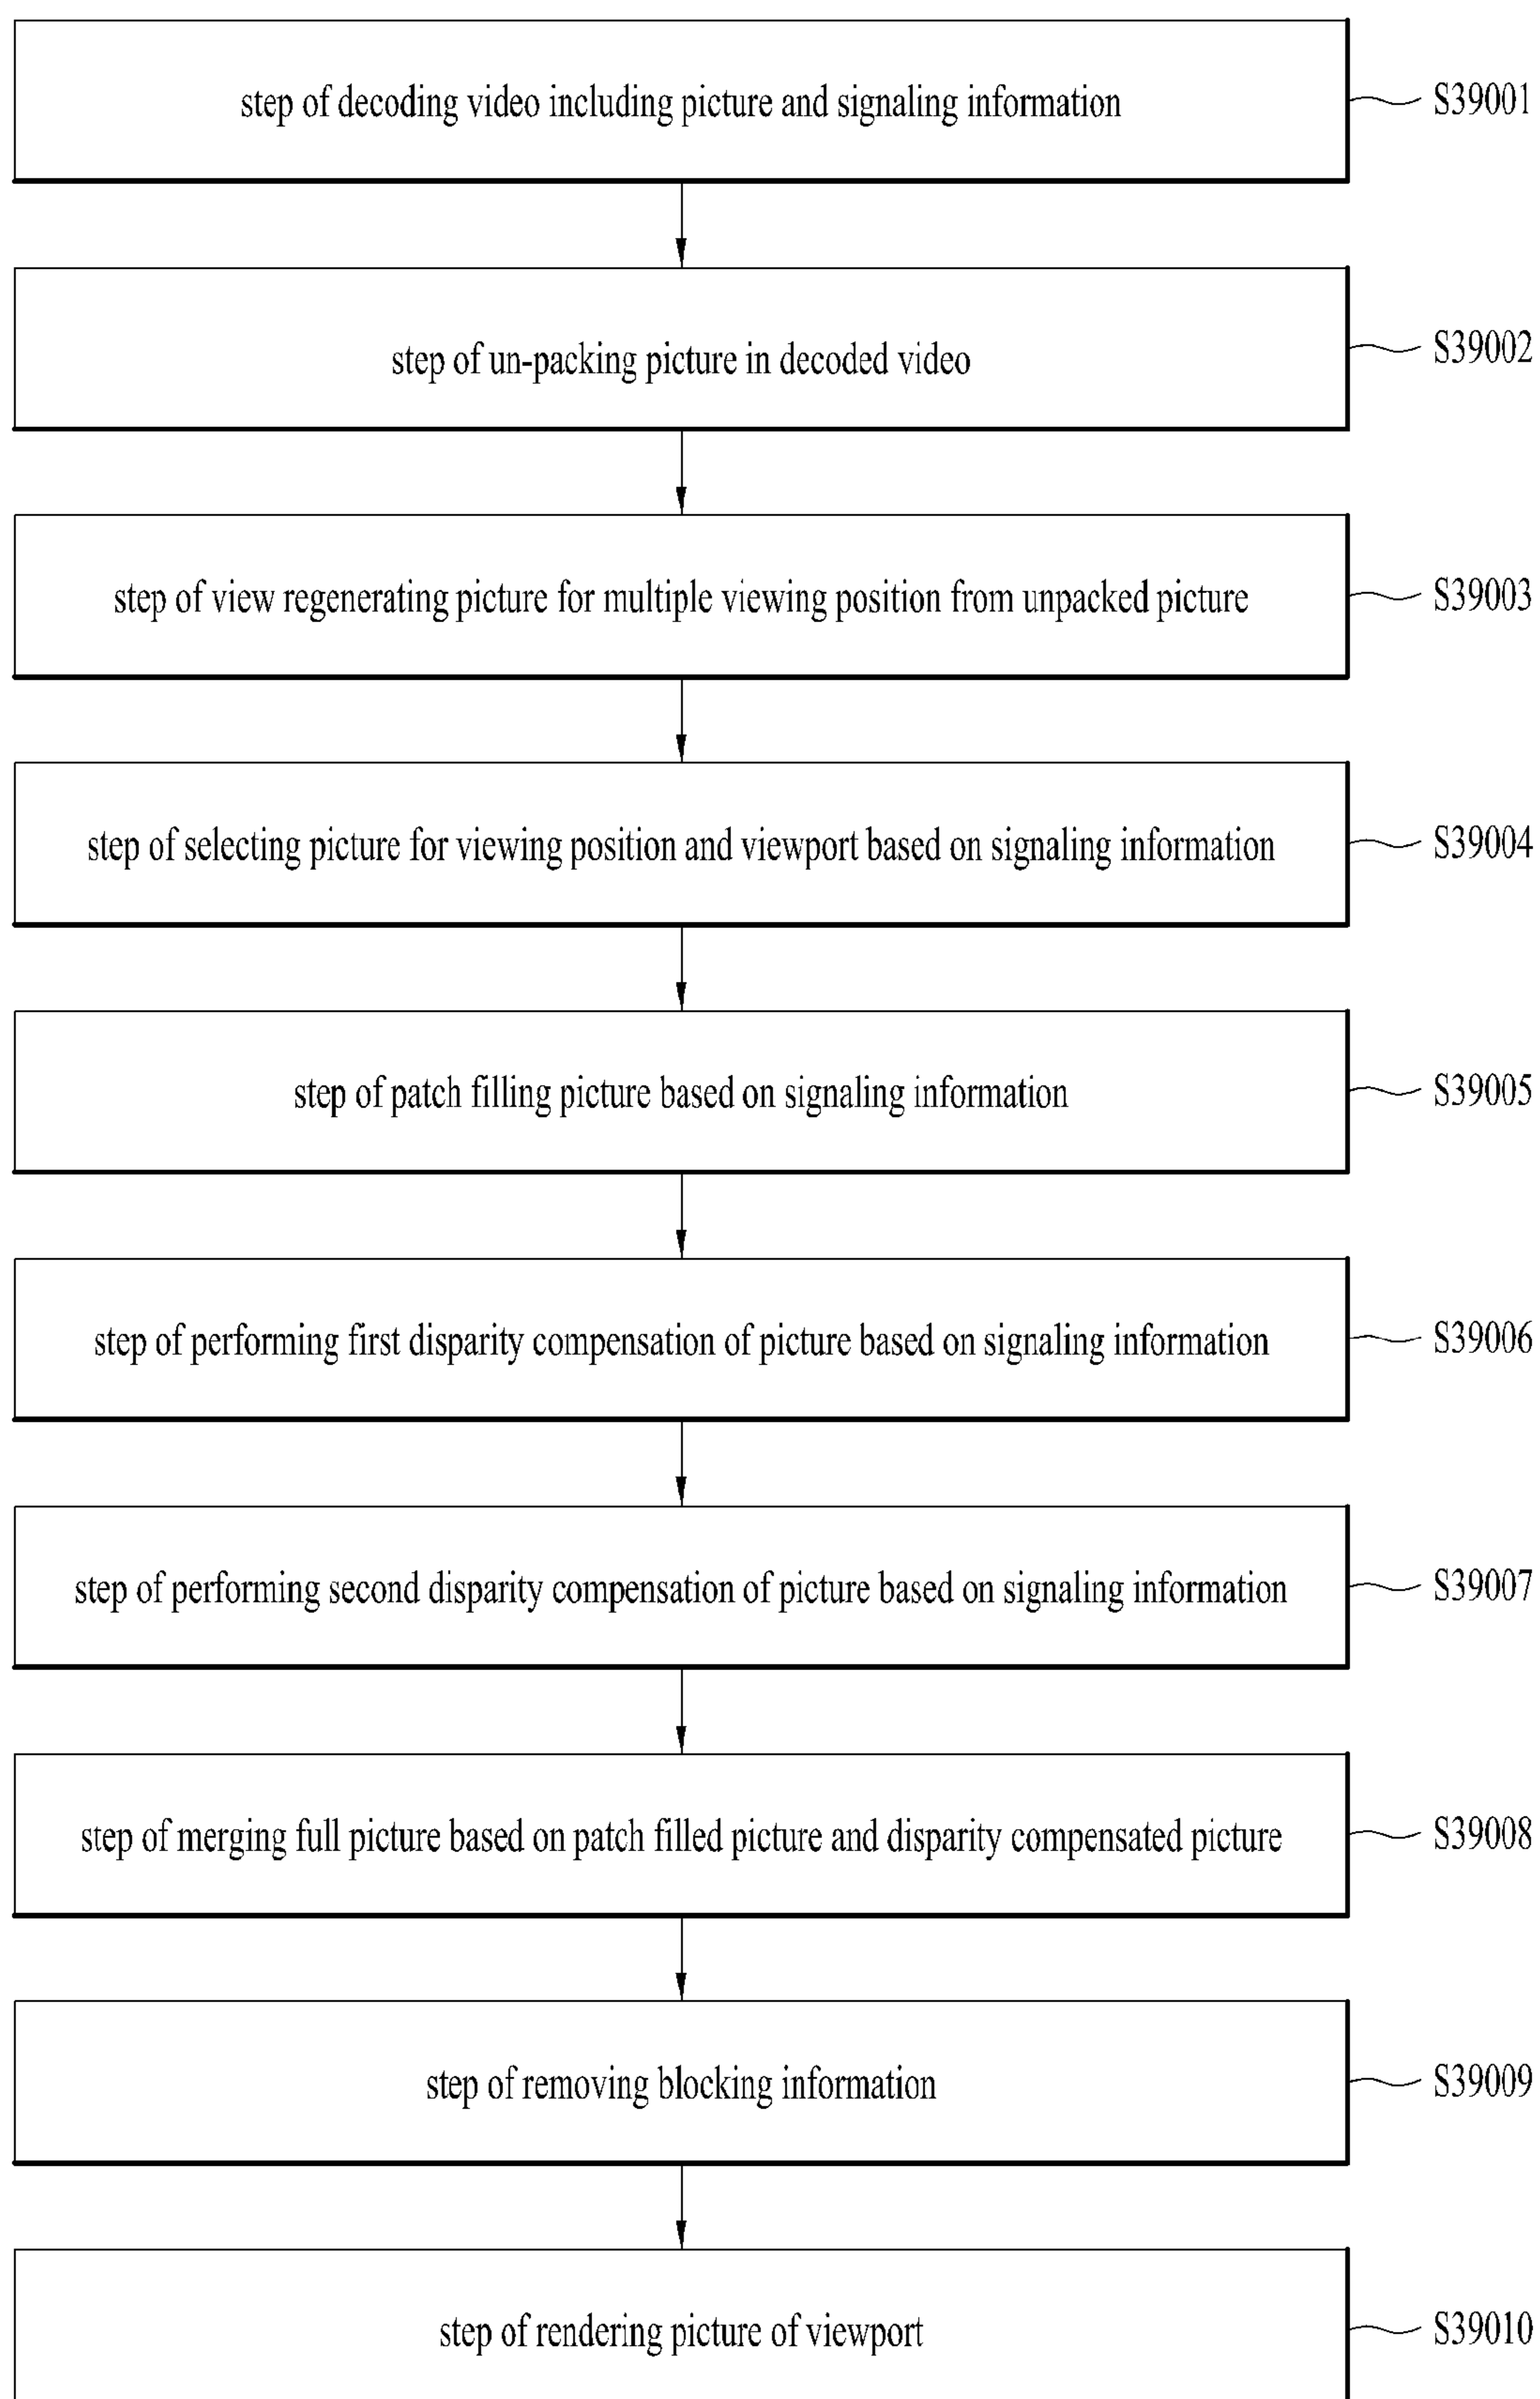 step of decoding video including picture and signaling information S39001
step of un-packing picture in decoded video S39002
step of view regenerating picture for multiple viewing position from unpacked picture S39003
step of selecting picture for viewing position and viewport based on signaling information S39004
step of patch filling picture based on signaling information S39005
step of performing first disparity compensation of picture based on signaling information S39006
step of performing second disparity compensation of picture based on signaling information S39007
step of merging full picture based on patch filled picture and disparity compensated picture S39008
step of removing blocking information S39009
step of rendering picture of viewport S39010